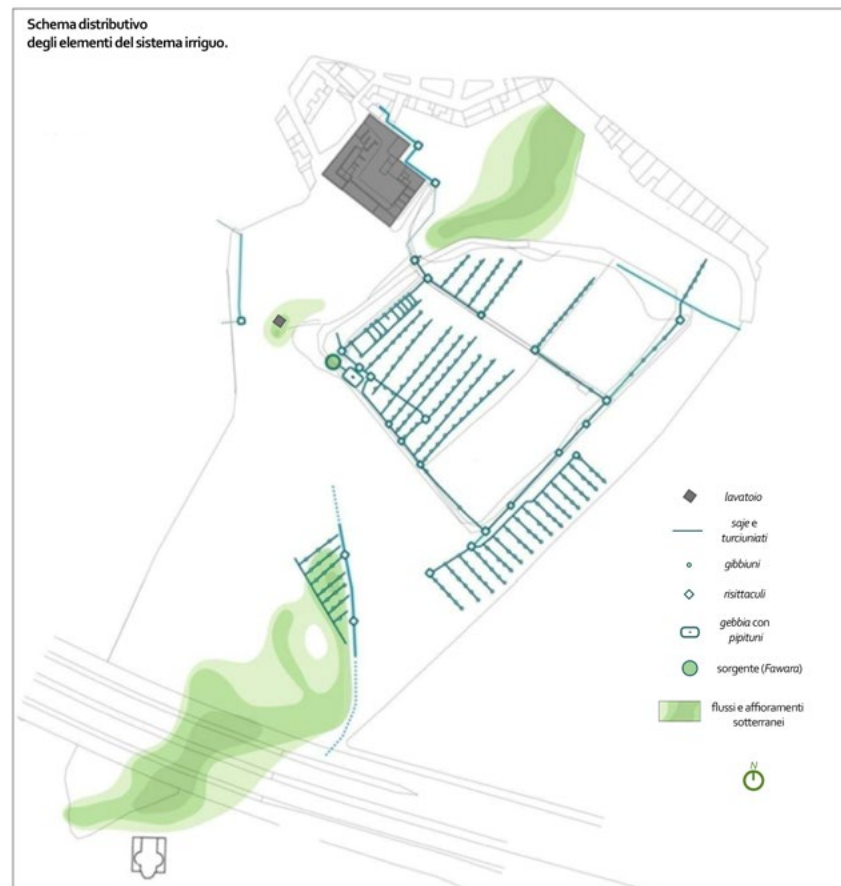 Schema distributivo
degli elementi del sistema irriguo.
lavatoio
saje e
turciuniati
gibbiuni
risittaculi
gebbia con
pipituni
sorgente (Fawara)
flussi e affioramenti
sotterranei
N